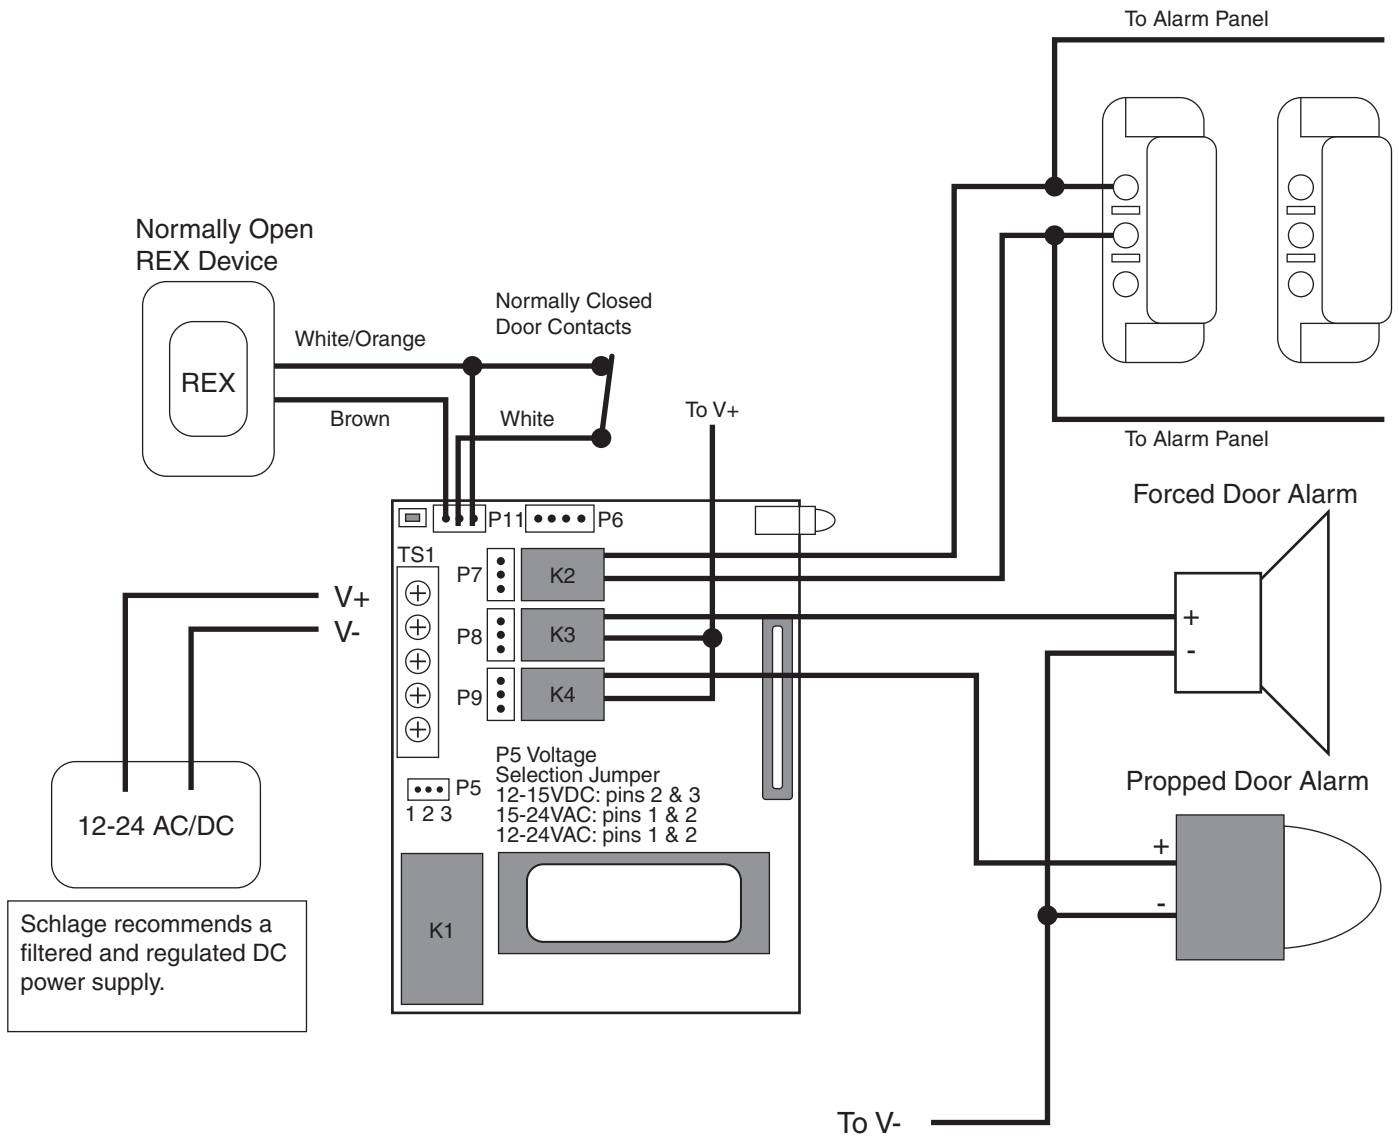 To Alarm Panel
Normally Open
REX Device
Normally Closed
Door Contacts
White/Orange
REX
Brown
White
To V+
To Alarm Panel
Forced Door Alarm
P11
P6
TS1
P7
K2
V+
V-
P8
K3
+
-
P9
K4
P5 Voltage
Selection Jumper
12-15VDC: pins 2 & 3
15-24VAC: pins 1 & 2
12-24VAC: pins 1 & 2
P5
1 2 3
Propped Door Alarm
+
-
12-24 AC/DC
K1
Schlage recommends a
filtered and regulated DC
power supply.
To V-